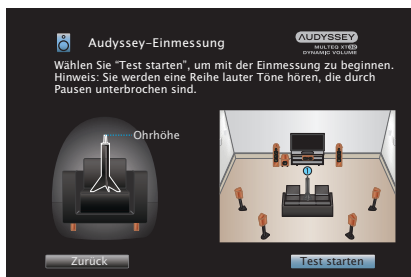 Audyssey-Einmessung
AUDYSSEY
MULTEQ XT32
DYNAMIC VOLUME
Wählen Sie "Test starten", um mit der Einmessung zu beginnen.
Hinweis: Sie werden eine Reihe lauter Töne hören, die durch
Pausen unterbrochen sind.
Ohrhöhe
Zurück
Test starten